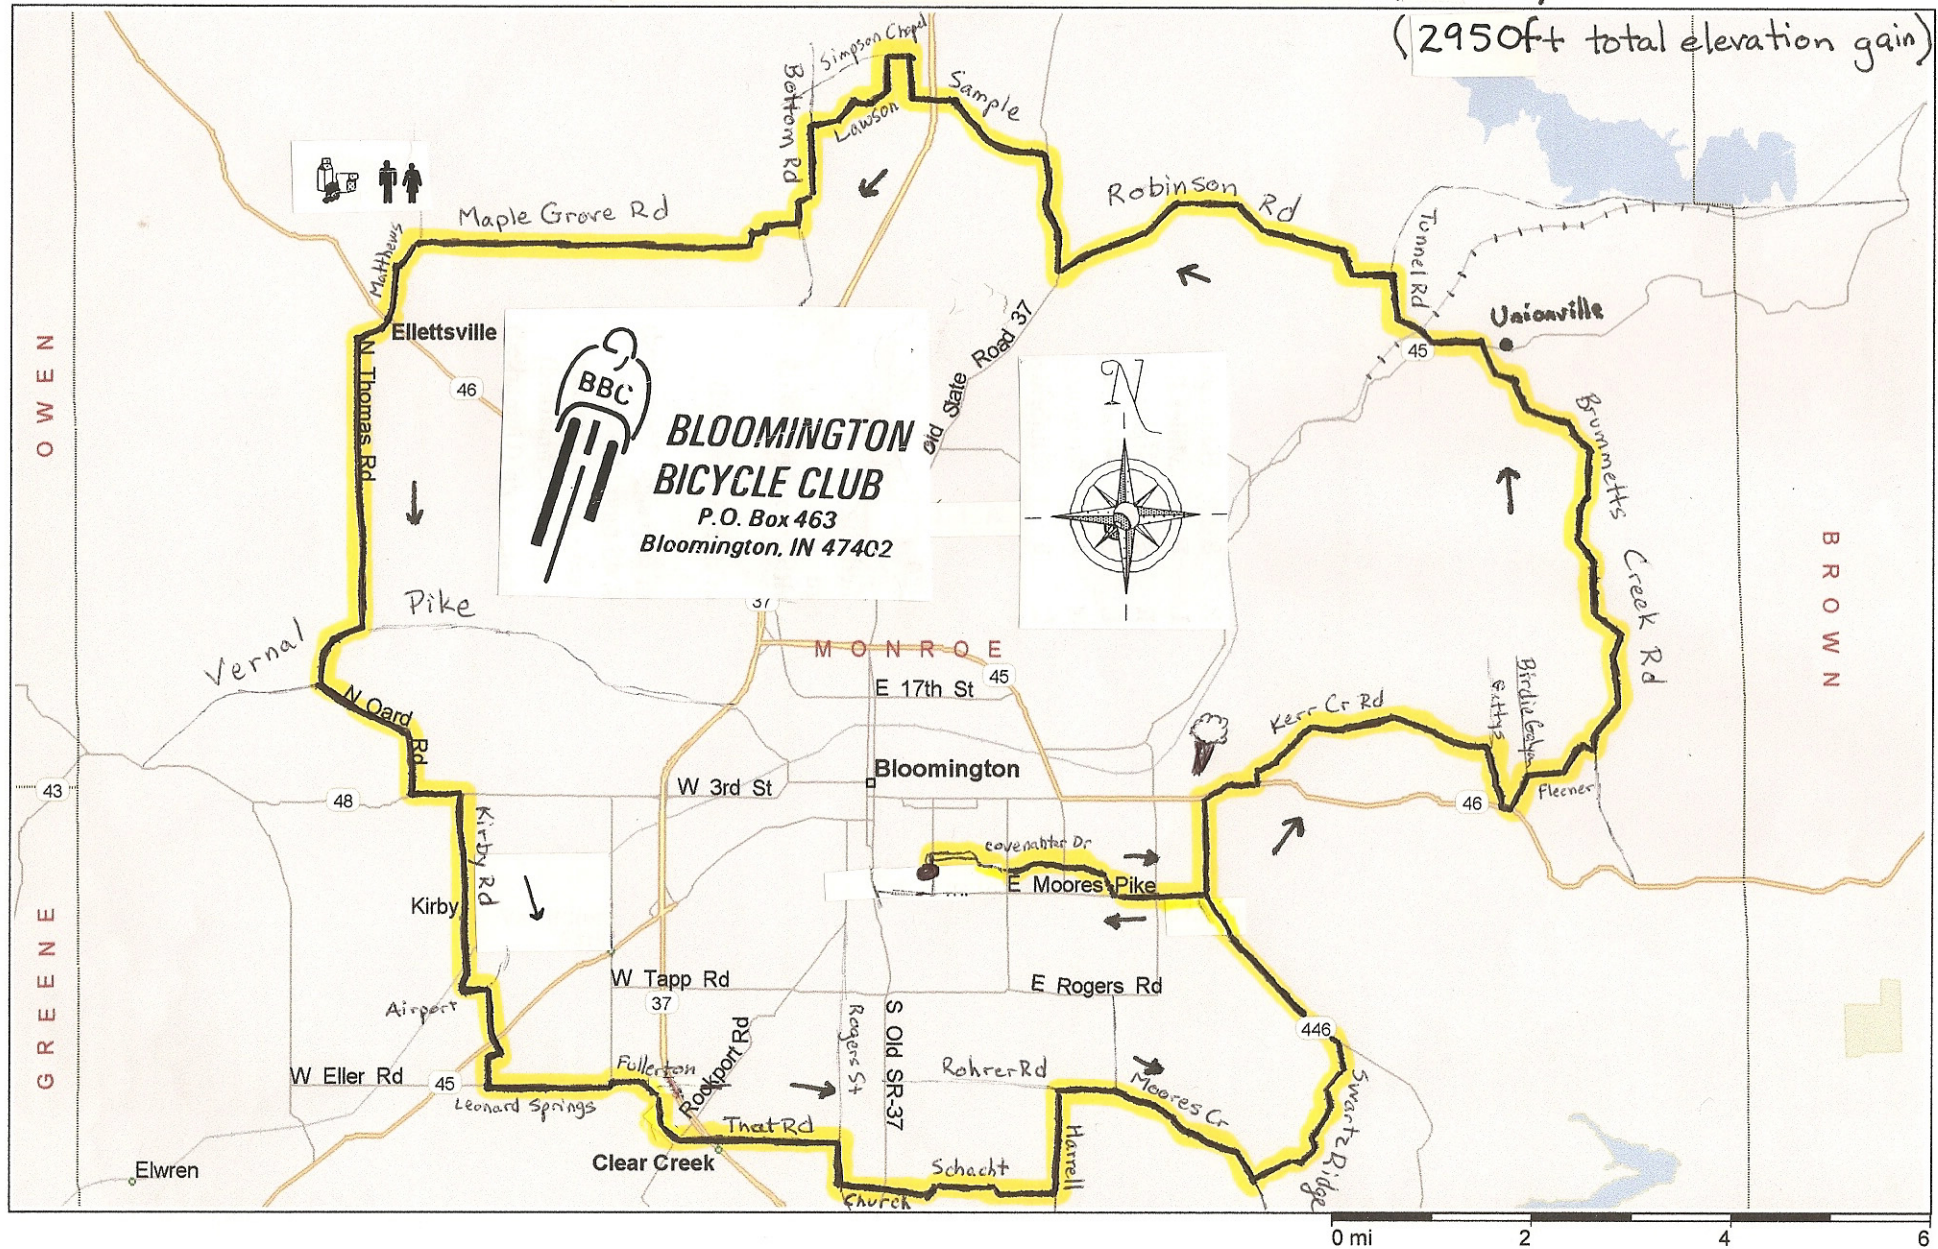 (2950ft total elevation gain)
Simpson Chapel
Bottom Rd
Lawson
Sample
Robinson Rd
Tunnel Rd
Maple Grove Rd
Matthews
Ellettsville
46
N Thomas Rd
OWEN
Old State Road 37
N
45
Unionville
BBC
BLOOMINGTON
BICYCLE CLUB
P.O. Box 463
Bloomington, IN 47402
Brummetts Creek Rd
BROWN
Vernal Pike
37
MONROE
45
E 17th St
N Oard Rd
Kerr Cr Rd
Gettys
Birdie Galyan
Fleener
46
43
48
W 3rd St
Bloomington
Kirby Rd
Kirby
Covenanter Dr
E Moores Pike
GREENE
Airport
W Tapp Rd
37
E Rogers Rd
446
Rockport Rd
Rogers St
S Old SR-37
W Eller Rd
45
Leonard Springs
Fullerton
That Rd
Clear Creek
Rohrer Rd
Moores Cr
Harrell
Schacht
Church
Swartz Ridge
Elwren
0 mi 2 4 6